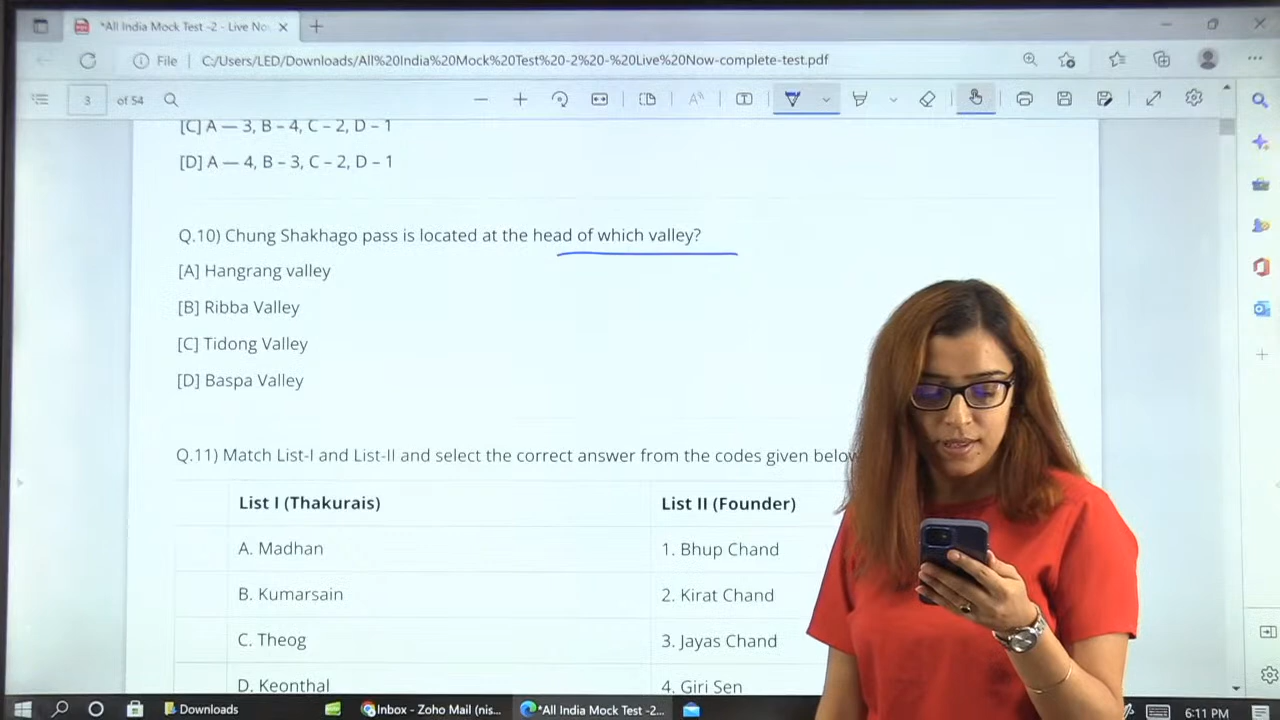 *All India Mock Test -2 - Live No
File
C:/Users/LED/Downloads/All%20India%20Mock%20Test%20-2%20-%20Live%20Now-complete-test.pdf
3 of 54
[C] A — 3, B – 4, C – 2, D – 1
[D] A — 4, B – 3, C – 2, D – 1
Q.10) Chung Shakhago pass is located at the head of which valley?
[A] Hangrang valley
[B] Ribba Valley
[C] Tidong Valley
[D] Baspa Valley
Q.11) Match List-I and List-II and select the correct answer from the codes given below
List I (Thakurais) List II (Founder)
A. Madhan 1. Bhup Chand
B. Kumarsain 2. Kirat Chand
C. Theog 3. Jayas Chand
D. Keonthal 4. Giri Sen
Downloads
Inbox - Zoho Mail (nis...
*All India Mock Test -2...
6:11 PM